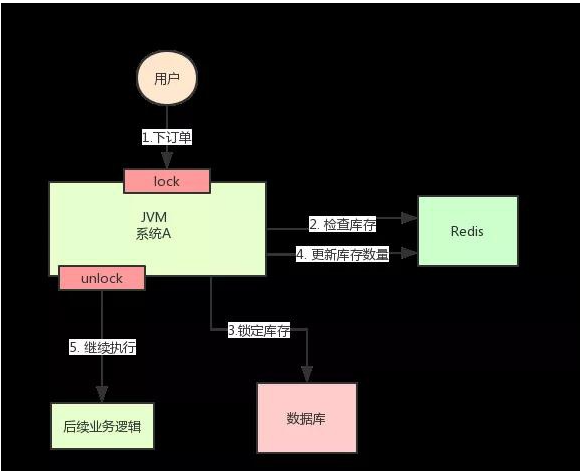 用户
1.下订单
lock
JVM
系统A
2. 检查库存
Redis
4. 更新库存数量
unlock
3.锁定库存
5. 继续执行
后续业务逻辑
数据库